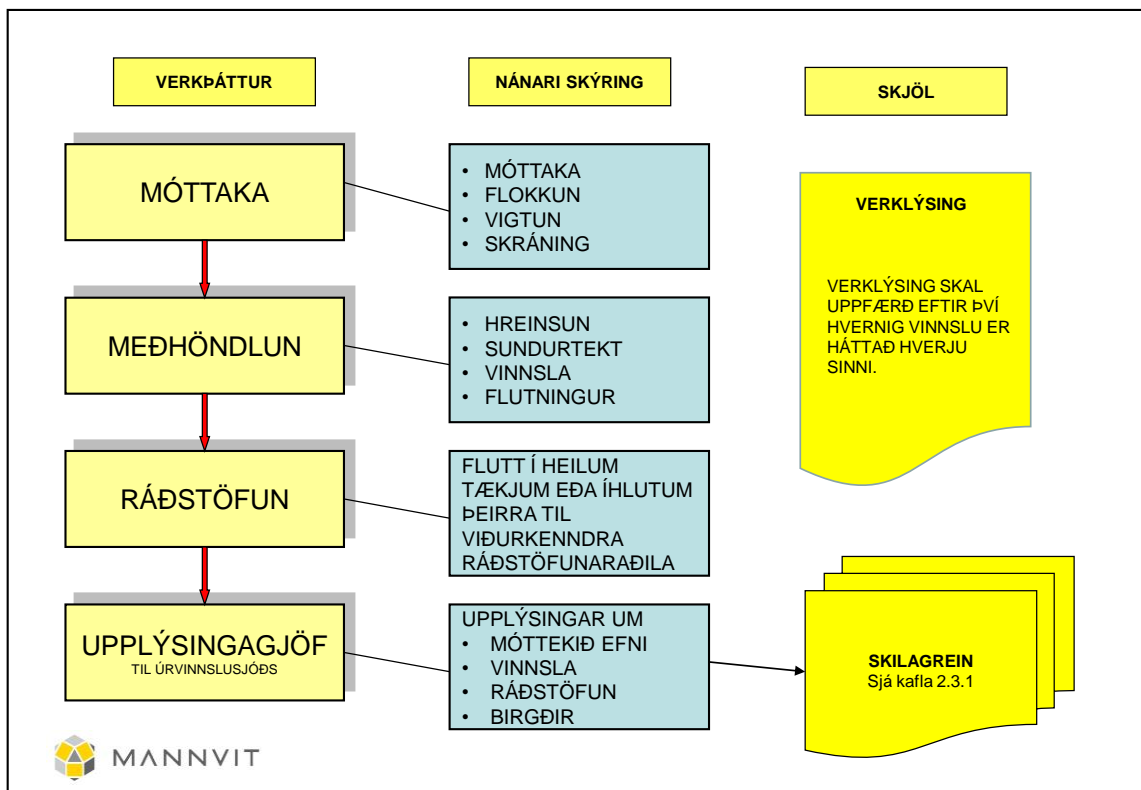 VERKÞÁTTUR
NÁNARI SKÝRING
SKJÖL
MÓTTAKA
• MÓTTAKA
• FLOKKUN
• VIGTUN
• SKRÁNING
VERKLÝSING
VERKLÝSING SKAL
UPPFÆRÐ EFTIR ÞVÍ
HVERNIG VINNSLU ER
HÁTTAÐ HVERJU
SINNI.
MEÐHÖNDLUN
• HREINSUN
• SUNDURTEKT
• VINNSLA
• FLUTNINGUR
RÁÐSTÖFUN
FLUTT Í HEILUM
TÆKJUM EÐA ÍHLUTUM
ÞEIRRA TIL
VIÐURKENNDRA
RÁÐSTÖFUNARAÐILA
UPPLÝSINGAGJÖF
TIL ÚRVINNSLUSJÓÐS
UPPLÝSINGAR UM
• MÓTTEKIÐ EFNI
• VINNSLA
• RÁÐSTÖFUN
• BIRGÐIR
SKILAGREIN
Sjá kafla 2.3.1
MANNVIT